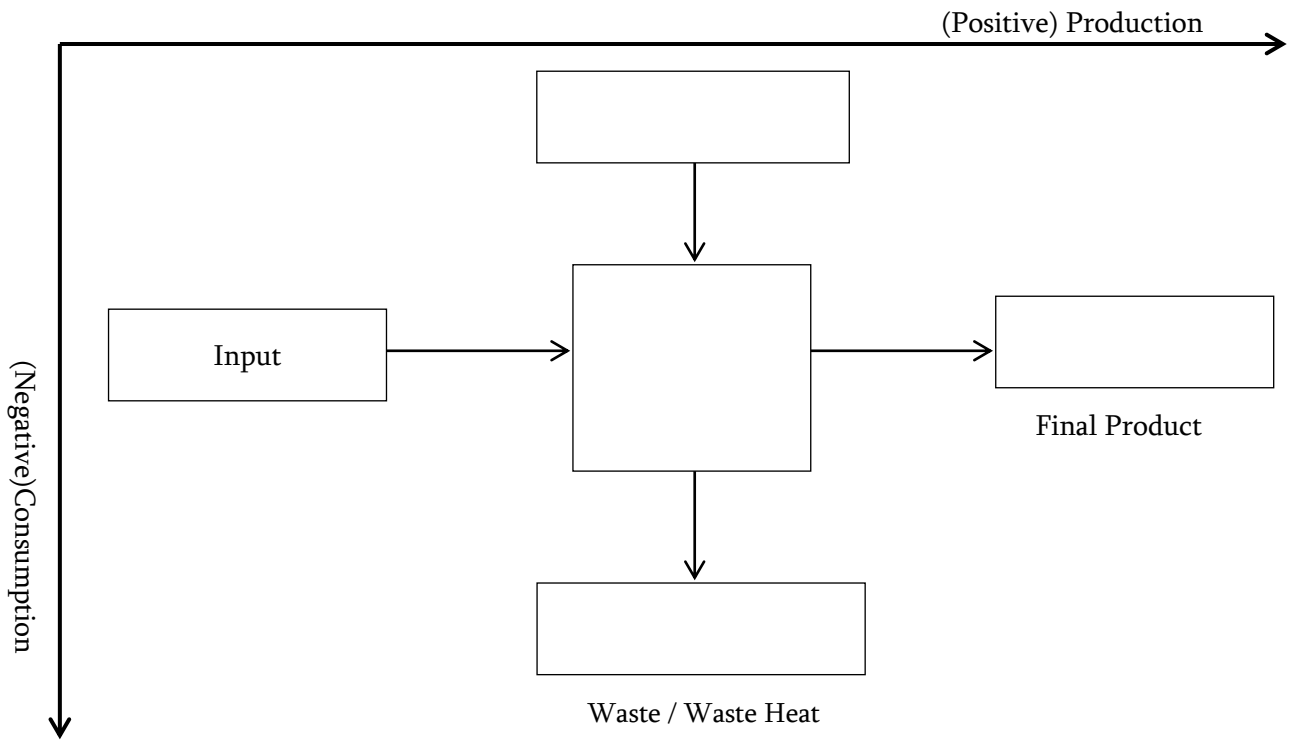 (Positive) Production
Input
(Negative)Consumption
Final Product
Waste / Waste Heat